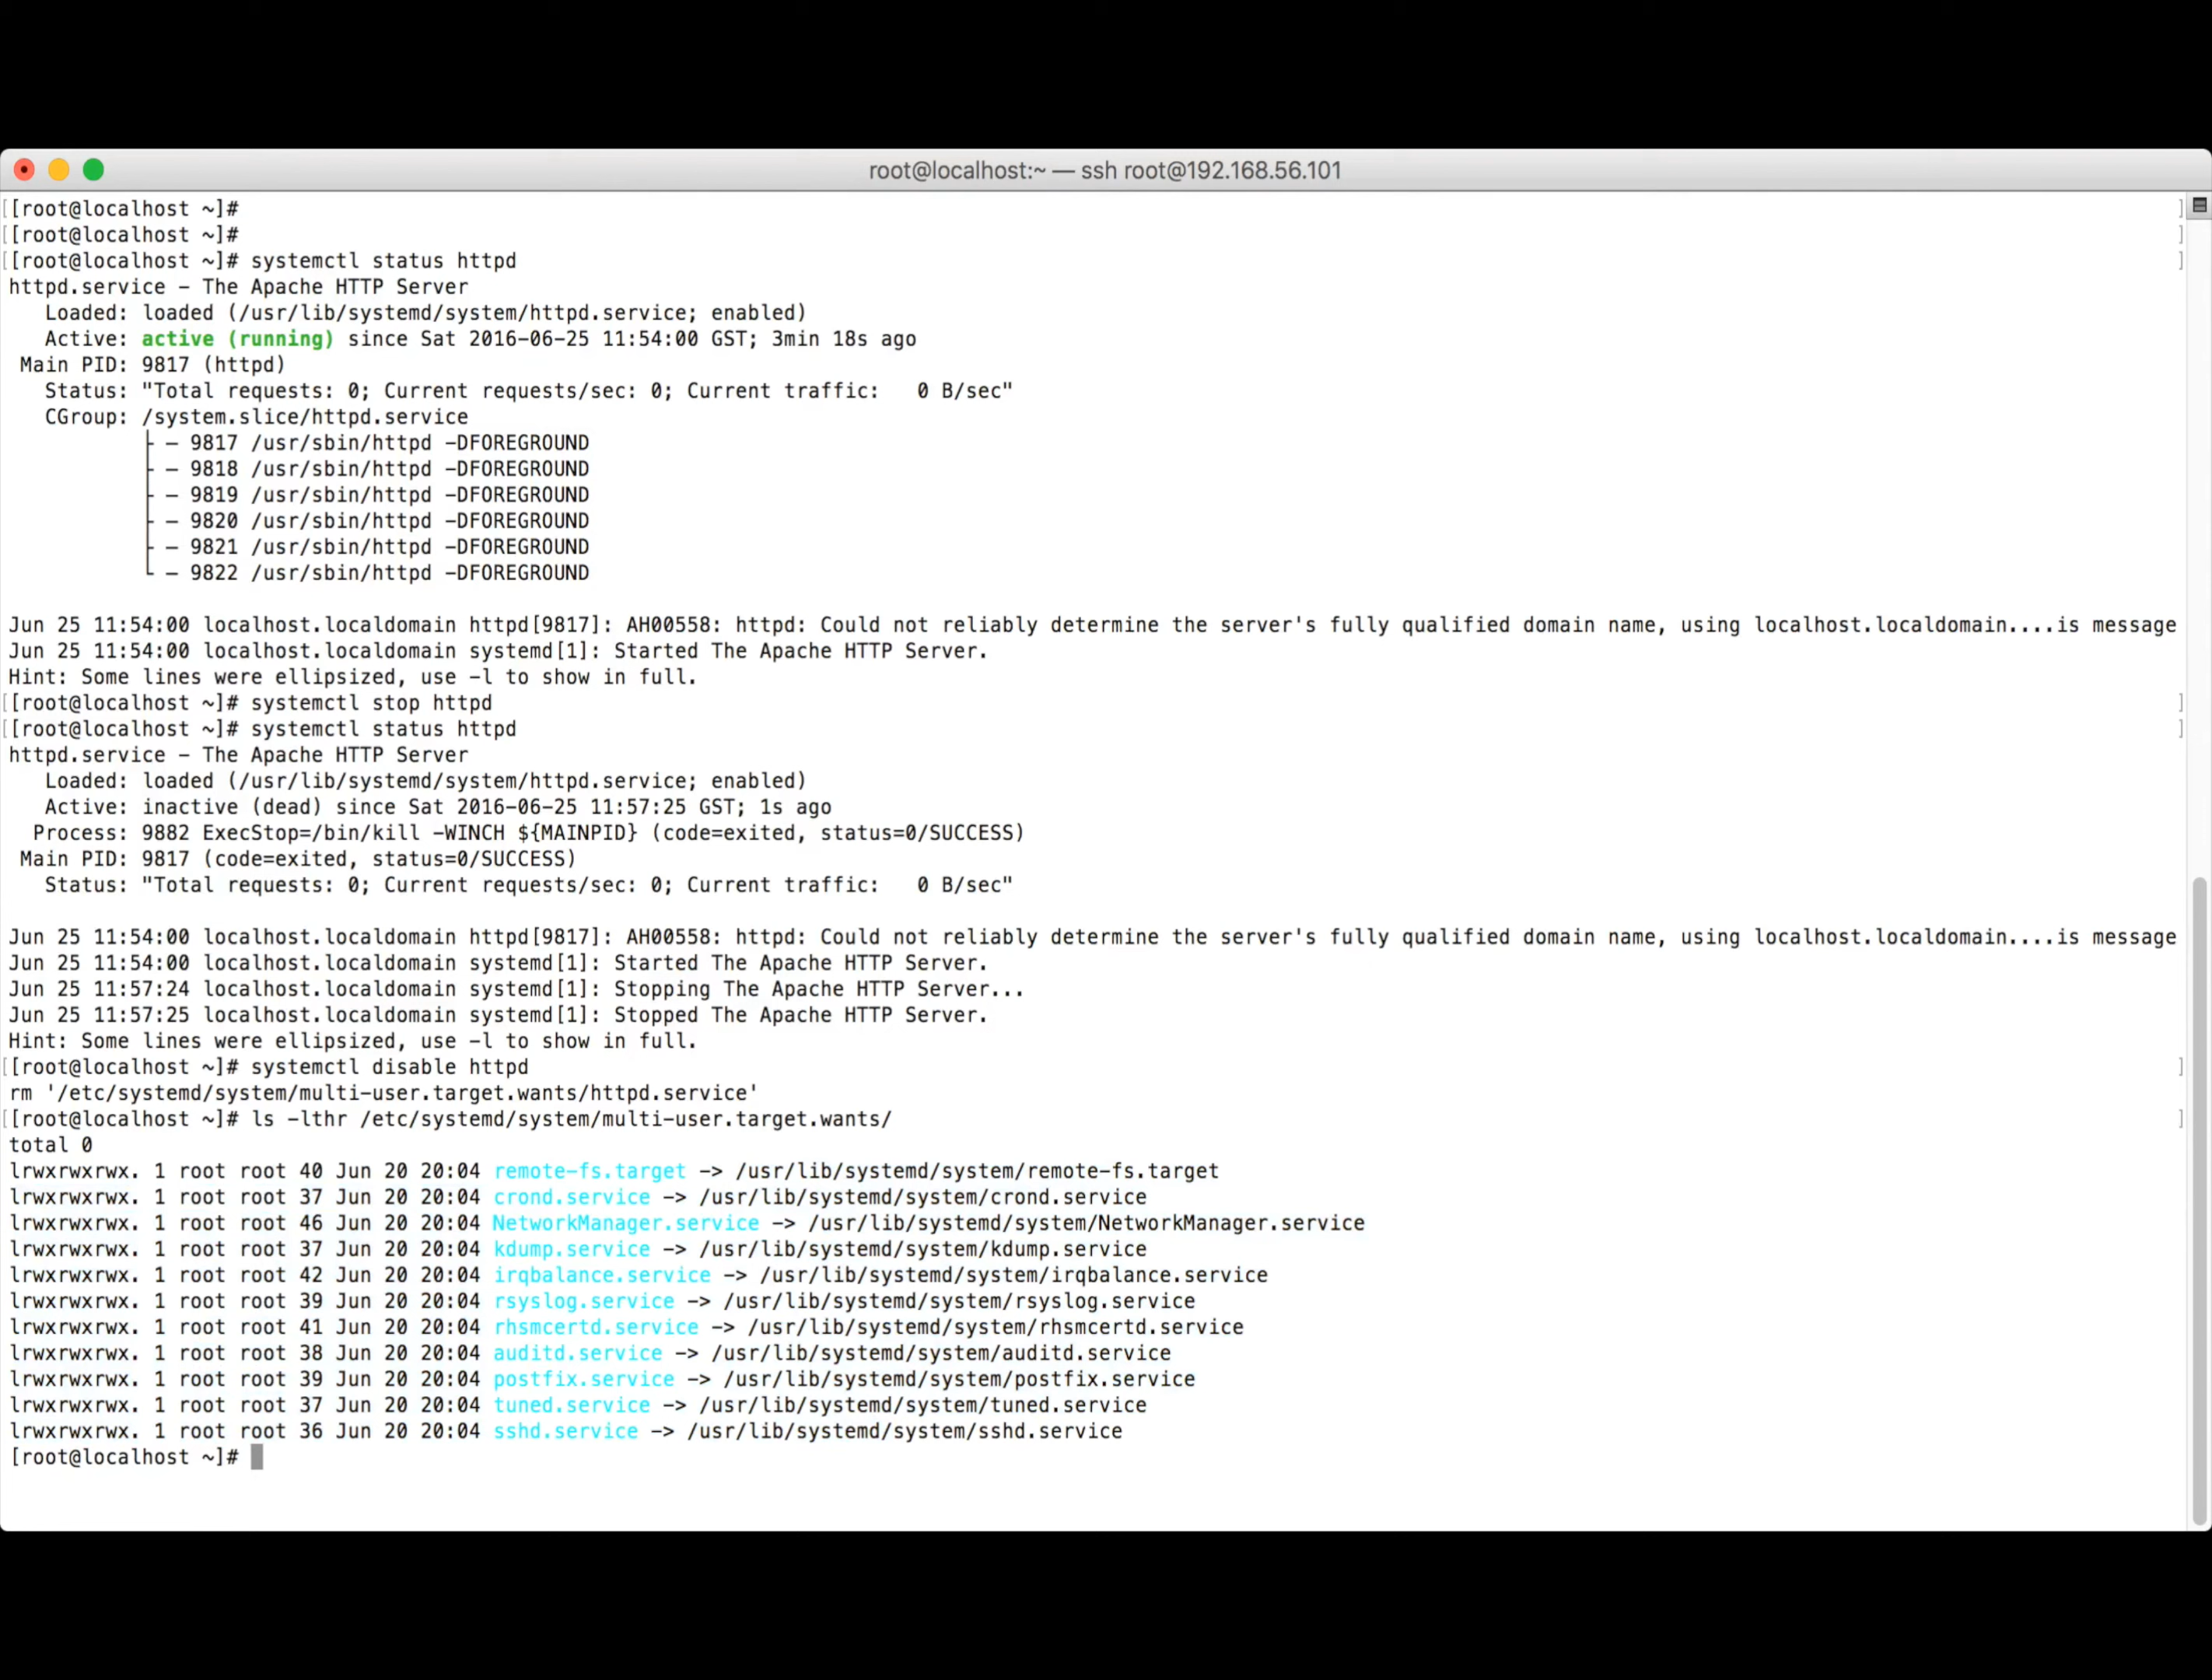 root@localhost:~ — ssh root@192.168.56.101
[[root@localhost ~]# ]
[[root@localhost ~]# ]
[[root@localhost ~]# systemctl status httpd ]
httpd.service - The Apache HTTP Server
   Loaded: loaded (/usr/lib/systemd/system/httpd.service; enabled)
   Active: active (running) since Sat 2016-06-25 11:54:00 GST; 3min 18s ago
 Main PID: 9817 (httpd)
   Status: "Total requests: 0; Current requests/sec: 0; Current traffic:   0 B/sec"
   CGroup: /system.slice/httpd.service
           ├ — 9817 /usr/sbin/httpd -DFOREGROUND
           ├ — 9818 /usr/sbin/httpd -DFOREGROUND
           ├ — 9819 /usr/sbin/httpd -DFOREGROUND
           ├ — 9820 /usr/sbin/httpd -DFOREGROUND
           ├ — 9821 /usr/sbin/httpd -DFOREGROUND
           └ — 9822 /usr/sbin/httpd -DFOREGROUND
Jun 25 11:54:00 localhost.localdomain httpd[9817]: AH00558: httpd: Could not reliably determine the server's fully qualified domain name, using localhost.localdomain....is message
Jun 25 11:54:00 localhost.localdomain systemd[1]: Started The Apache HTTP Server.
Hint: Some lines were ellipsized, use -l to show in full.
[[root@localhost ~]# systemctl stop httpd ]
[[root@localhost ~]# systemctl status httpd ]
httpd.service - The Apache HTTP Server
   Loaded: loaded (/usr/lib/systemd/system/httpd.service; enabled)
   Active: inactive (dead) since Sat 2016-06-25 11:57:25 GST; 1s ago
  Process: 9882 ExecStop=/bin/kill -WINCH ${MAINPID} (code=exited, status=0/SUCCESS)
 Main PID: 9817 (code=exited, status=0/SUCCESS)
   Status: "Total requests: 0; Current requests/sec: 0; Current traffic:   0 B/sec"
Jun 25 11:54:00 localhost.localdomain httpd[9817]: AH00558: httpd: Could not reliably determine the server's fully qualified domain name, using localhost.localdomain....is message
Jun 25 11:54:00 localhost.localdomain systemd[1]: Started The Apache HTTP Server.
Jun 25 11:57:24 localhost.localdomain systemd[1]: Stopping The Apache HTTP Server...
Jun 25 11:57:25 localhost.localdomain systemd[1]: Stopped The Apache HTTP Server.
Hint: Some lines were ellipsized, use -l to show in full.
[[root@localhost ~]# systemctl disable httpd ]
rm '/etc/systemd/system/multi-user.target.wants/httpd.service'
[[root@localhost ~]# ls -lthr /etc/systemd/system/multi-user.target.wants/ ]
total 0
lrwxrwxrwx. 1 root root 40 Jun 20 20:04 remote-fs.target -> /usr/lib/systemd/system/remote-fs.target
lrwxrwxrwx. 1 root root 37 Jun 20 20:04 crond.service -> /usr/lib/systemd/system/crond.service
lrwxrwxrwx. 1 root root 46 Jun 20 20:04 NetworkManager.service -> /usr/lib/systemd/system/NetworkManager.service
lrwxrwxrwx. 1 root root 37 Jun 20 20:04 kdump.service -> /usr/lib/systemd/system/kdump.service
lrwxrwxrwx. 1 root root 42 Jun 20 20:04 irqbalance.service -> /usr/lib/systemd/system/irqbalance.service
lrwxrwxrwx. 1 root root 39 Jun 20 20:04 rsyslog.service -> /usr/lib/systemd/system/rsyslog.service
lrwxrwxrwx. 1 root root 41 Jun 20 20:04 rhsmcertd.service -> /usr/lib/systemd/system/rhsmcertd.service
lrwxrwxrwx. 1 root root 38 Jun 20 20:04 auditd.service -> /usr/lib/systemd/system/auditd.service
lrwxrwxrwx. 1 root root 39 Jun 20 20:04 postfix.service -> /usr/lib/systemd/system/postfix.service
lrwxrwxrwx. 1 root root 37 Jun 20 20:04 tuned.service -> /usr/lib/systemd/system/tuned.service
lrwxrwxrwx. 1 root root 36 Jun 20 20:04 sshd.service -> /usr/lib/systemd/system/sshd.service
[root@localhost ~]#